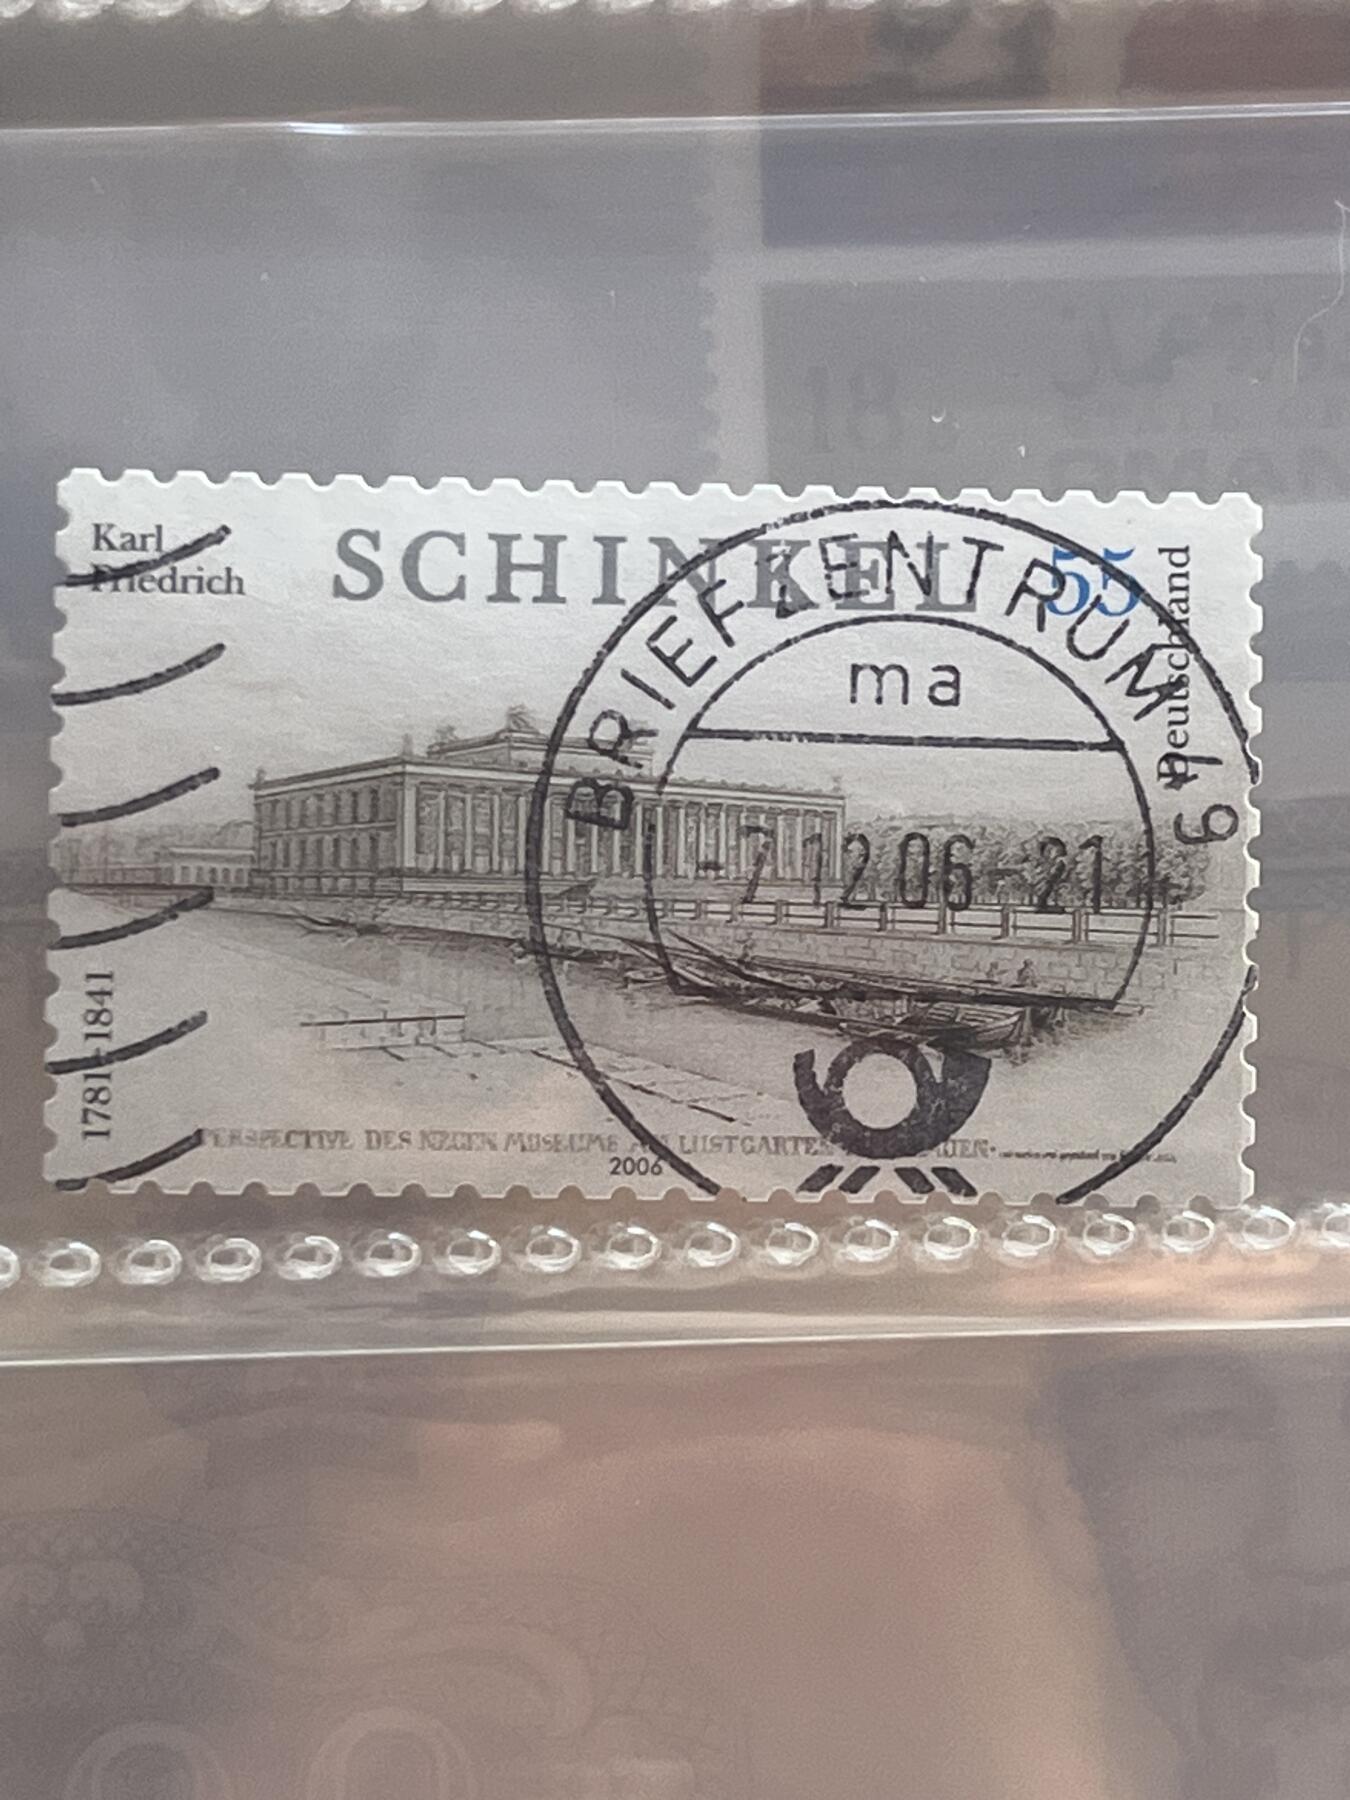 Karl
Friedrich
SCHINKEL
55
Deutschland
1781-1841
BRIEFZENTRUM 19
ma
-7.12.06-21
PERSPECTIVE DES NEUEN MUSEUMS AM LUSTGARTEN
2006